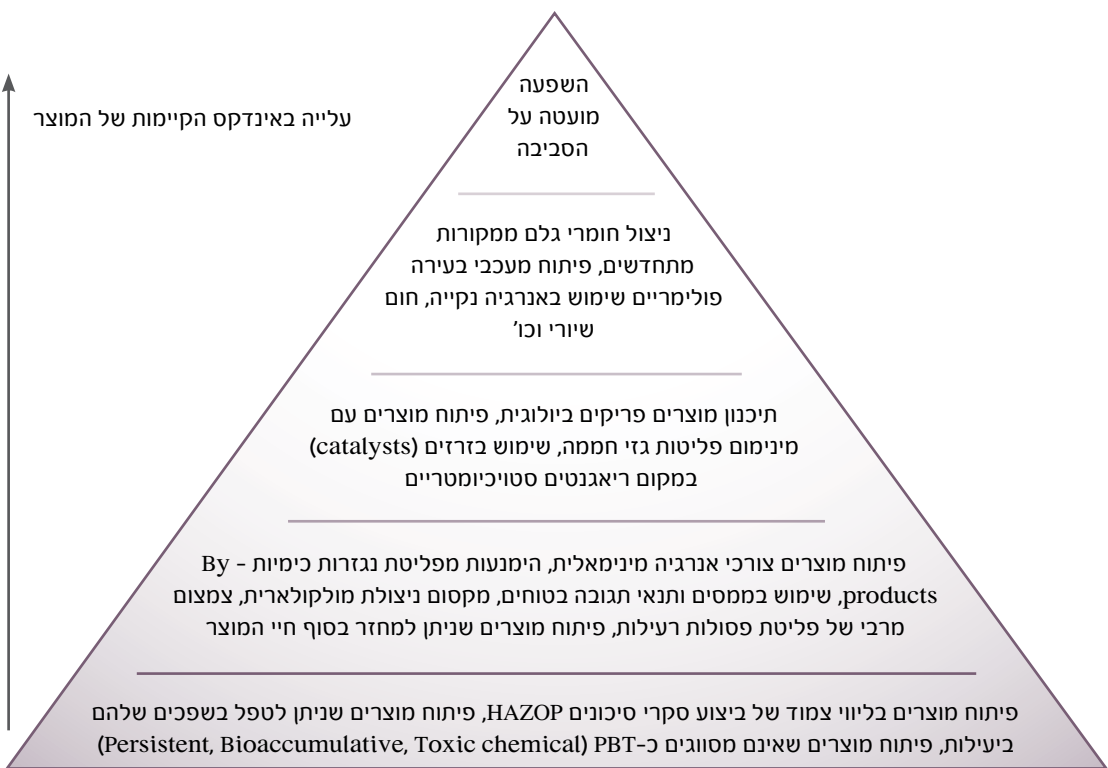 השפעה
מועטה על
הסביבה
עלייה באינדקס הקיימות של המוצר
ניצול חומרי גלם ממקורות
מתחדשים, פיתוח מעכבי בעירה
פולימריים שימוש באנרגיה נקייה, חום
שיורי וכו'
תיכנון מוצרים פריקים ביולוגית, פיתוח מוצרים עם
מינימום פליטות גזי חממה, שימוש בזרזים (catalysts)
במקום ריאגנטים סטויכיומטריים
פיתוח מוצרים צורכי אנרגיה מינימאלית, הימנעות מפליטת נגזרות כימיות - By
products, שימוש בממסים ותנאי תגובה בטוחים, מקסום ניצולת מולקולארית, צמצום
מרבי של פליטת פסולות רעילות, פיתוח מוצרים שניתן למחזר בסוף חיי המוצר
פיתוח מוצרים בליווי צמוד של ביצוע סקרי סיכונים HAZOP, פיתוח מוצרים שניתן לטפל בשפכים שלהם
ביעילות, פיתוח מוצרים שאינם מסווגים כ-PBT (Persistent, Bioaccumulative, Toxic chemical)